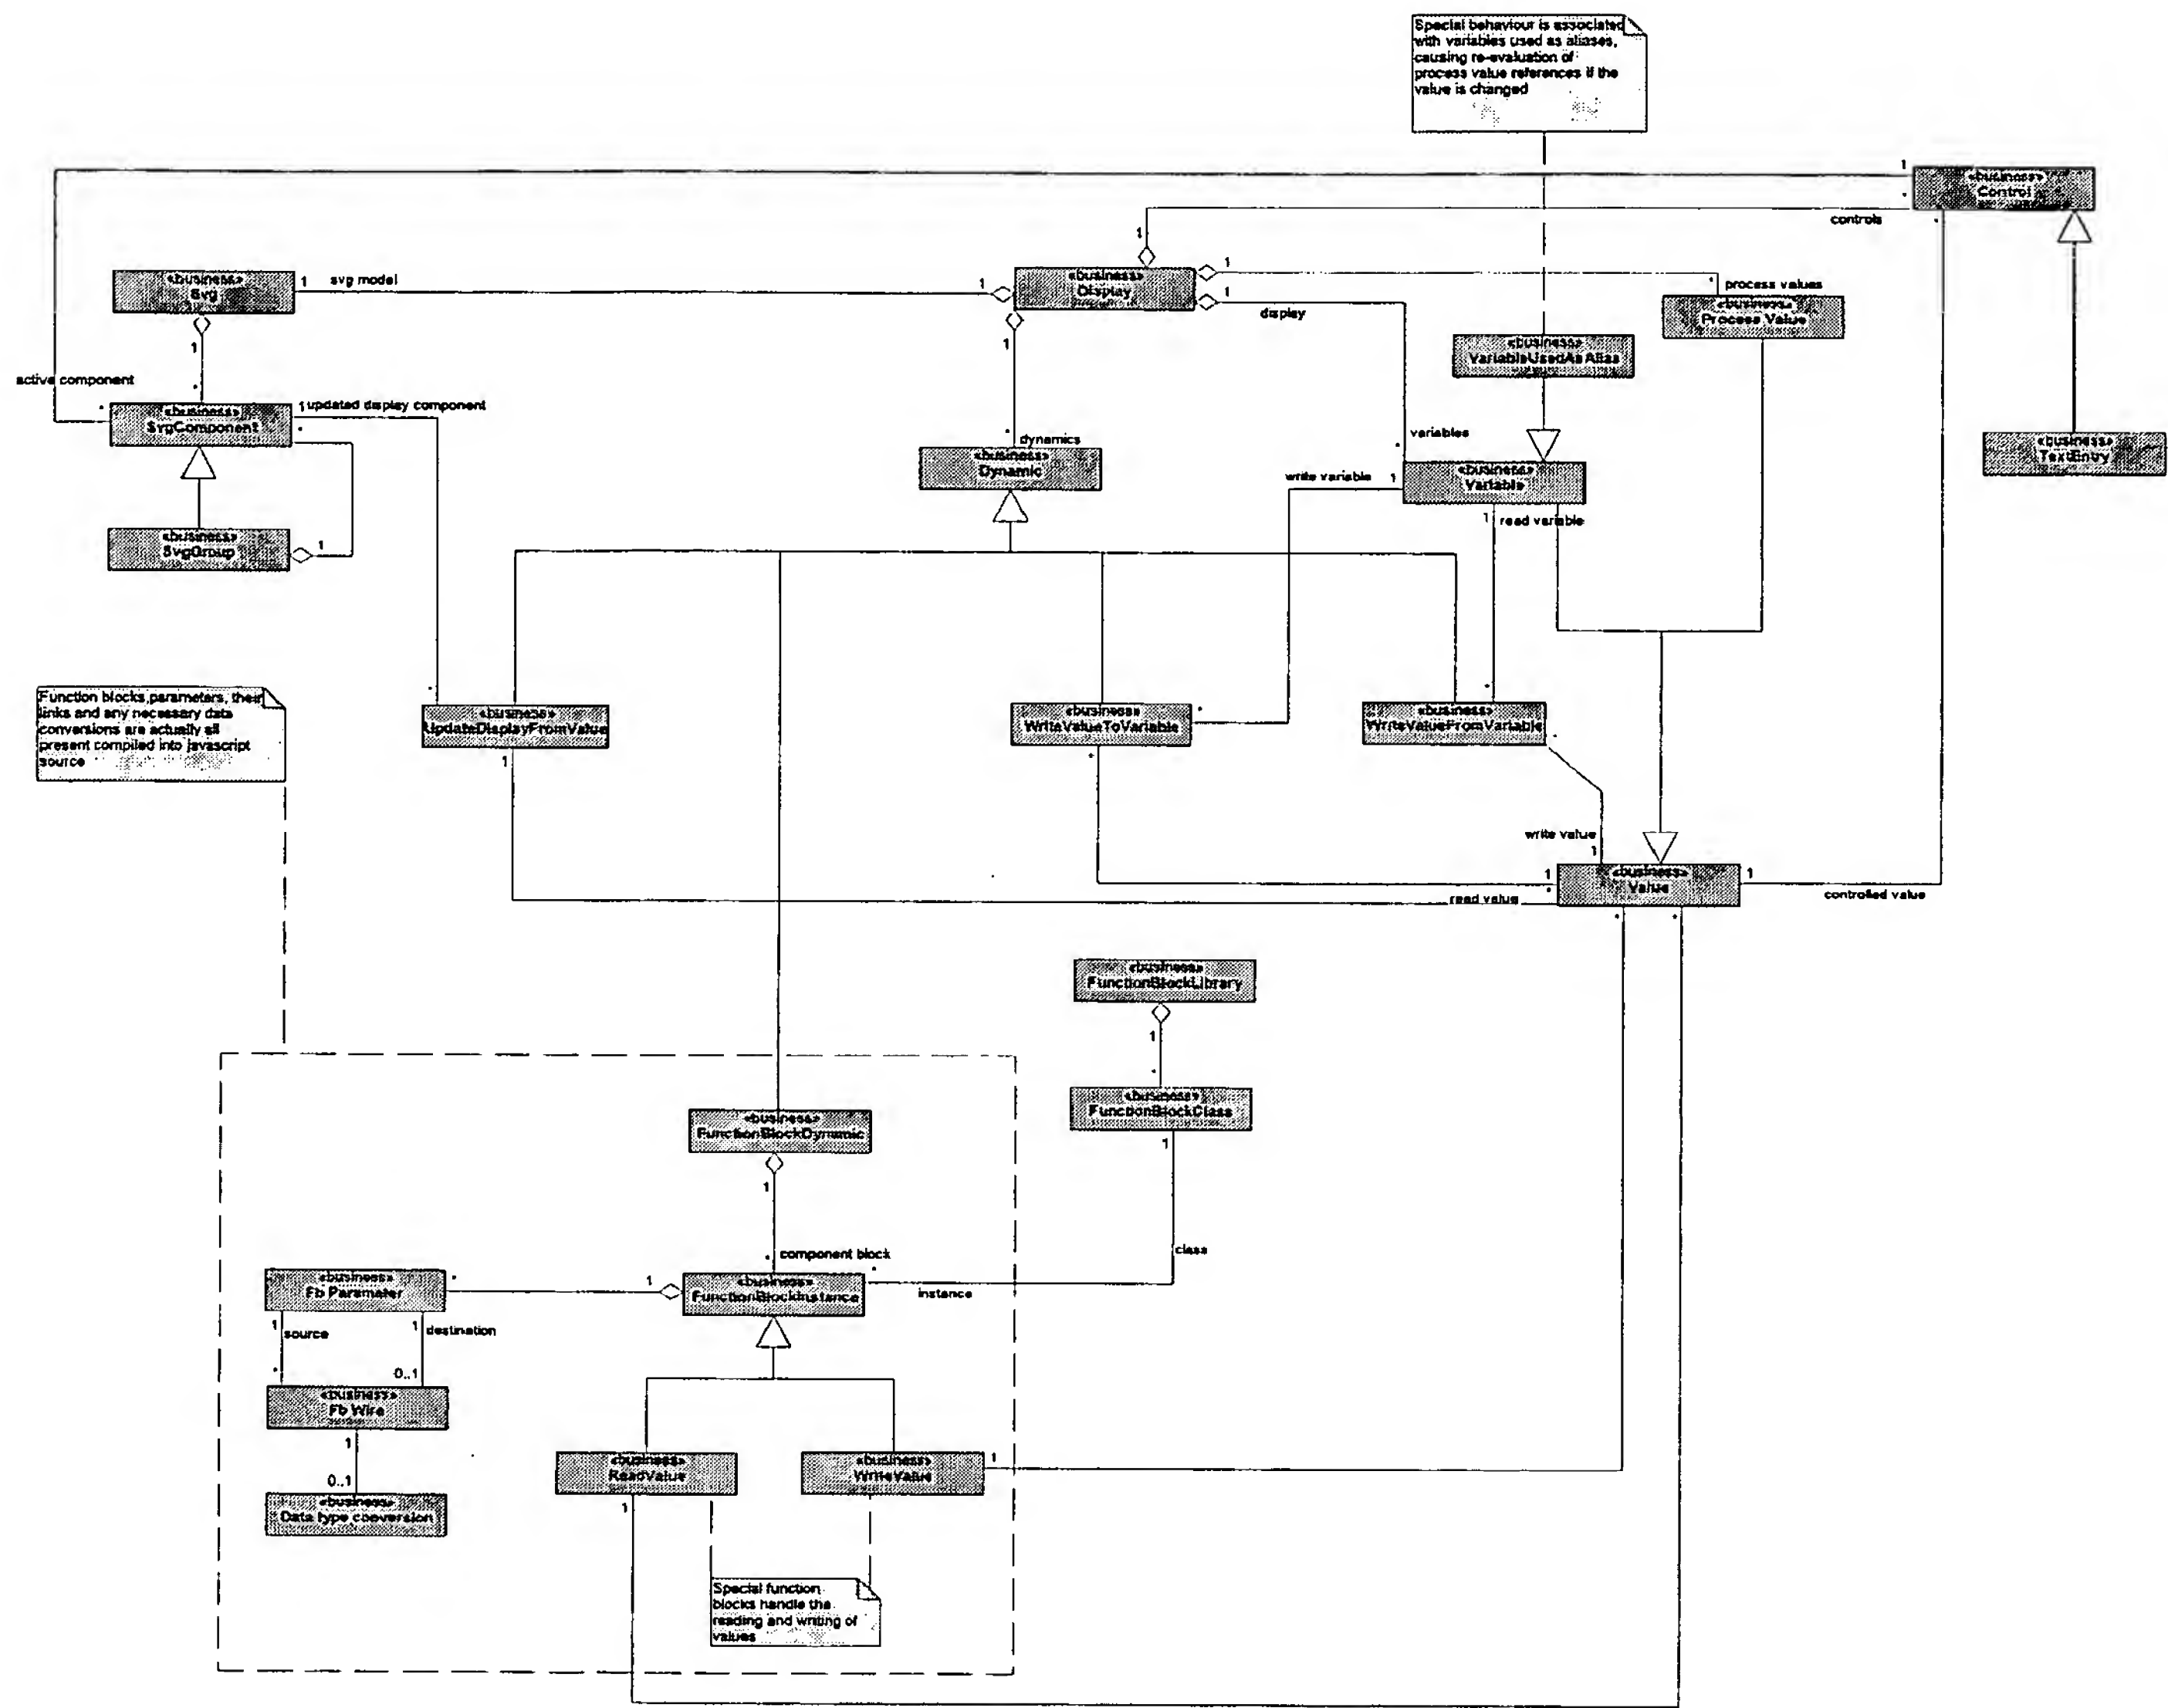 Special behaviour is associated
with variables used as aliases,
causing re-evaluation of
process value references if the
value is changed
1
«business»
Control
*
*
controls
1
«business»
Svg
1
svg model
1
«business»
Display
1
1
display
*
process values
«business»
Process Value
«business»
VariableUsedAsAlias
1
1
active component
*
*
«business»
SvgComponent
1
updated display component
*
*
dynamics
«business»
Dynamic
*
variables
«business»
Variable
write variable
1
1
read variable
«business»
TextEntry
«business»
SvgGroup
1
Function blocks,parameters, their
links and any necessary data
conversions are actually all
present compiled into javascript
source
*
«business»
UpdateDisplayFromValue
1
«business»
WriteValueToVariable
*
*
*
«business»
WriteValueFromVariable
*
write value
1
1
*
read value
«business»
Value
1
controlled value
*
*
«business»
FunctionBlockLibrary
1
*
«business»
FunctionBlockClass
1
class
«business»
FunctionBlockDynamic
1
*
component block
«business»
Fb Parameter
*
1
«business»
FunctionBlockInstance
*
instance
1
source
1
destination
*
0..1
«business»
Fb Wire
1
0..1
«business»
Data type conversion
«business»
ReadValue
1
«business»
WriteValue
1
Special function
blocks handle the
reading and writing of
values